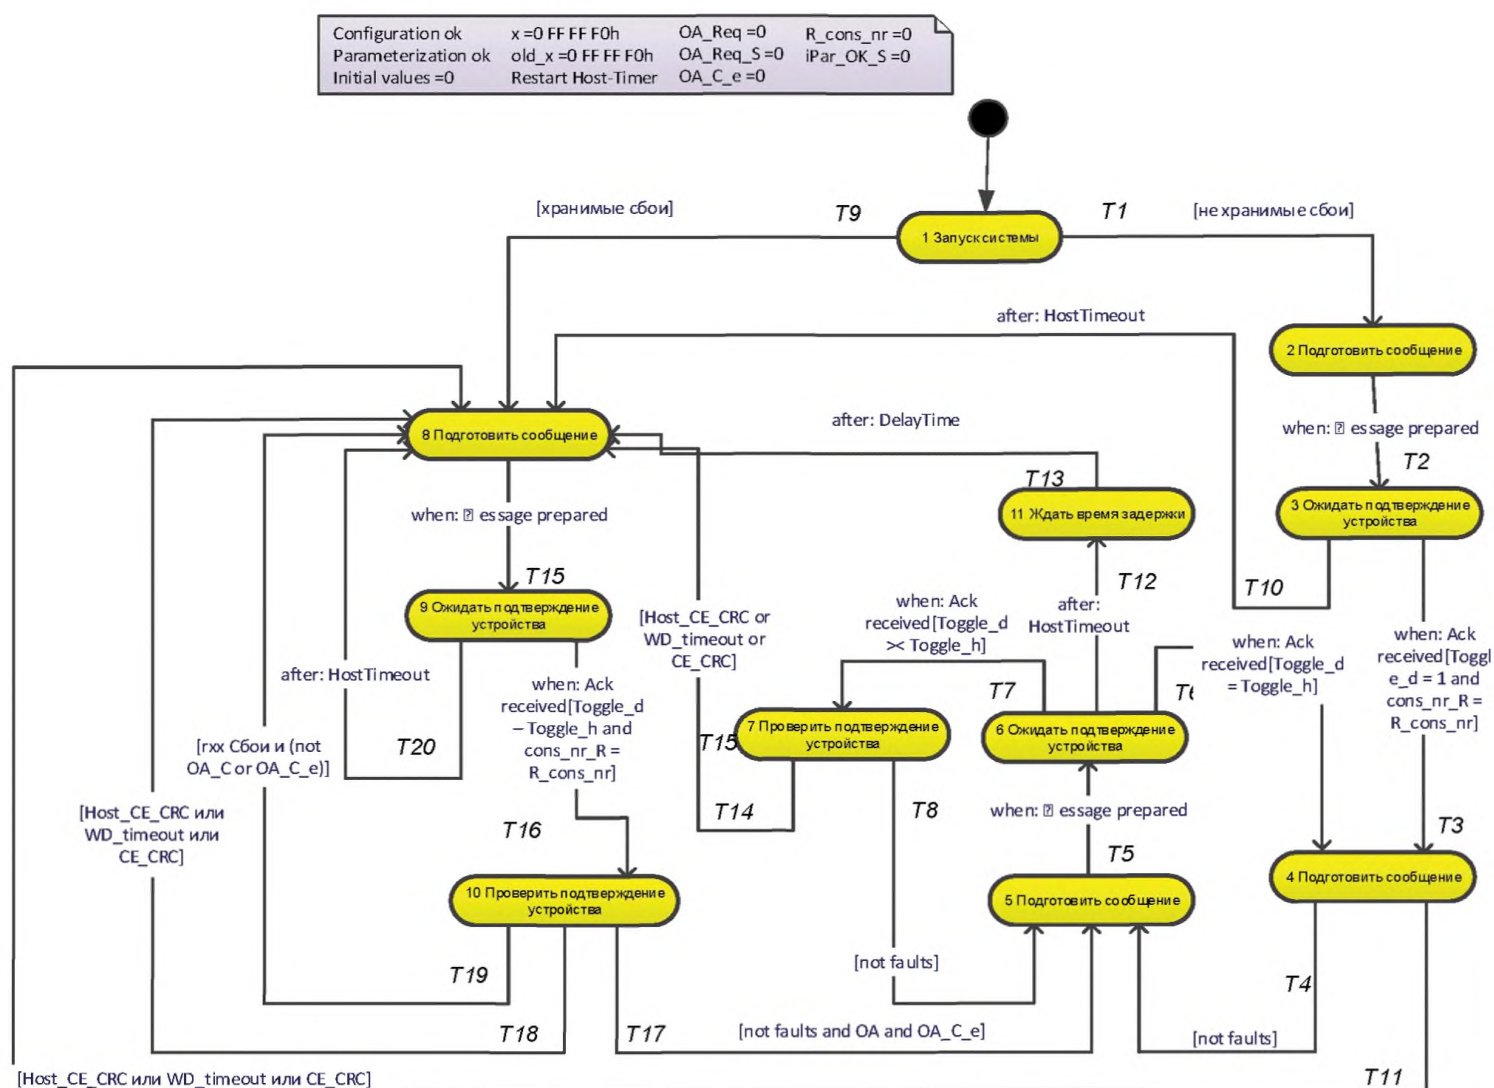 Configuration ok x =0 FF FF F0h OA_Req =0 R_cons_nr =0
Parameterization ok old_x =0 FF FF F0h OA_Req_S =0 iPar_OK_S =0
Initial values =0 Restart Host-Timer OA_C_e =0
[хранимые сбои]
T9
T1
[не хранимые сбои]
1 Запуск системы
after: HostTimeout
2 Подготовить сообщение
after: DelayTime
8 Подготовить сообщение
when: essage prepared
T2
T13
3 Ожидать подтверждение
устройства
11 Ждать время задержки
when: essage prepared
T15
9 Ожидать подтверждение
устройства
T12
T10
after:
HostTimeout
when: Ack
received[Toggle_d
>< Toggle_h]
[Host_CE_CRC or
WD_timeout or
CE_CRC]
when: Ack
received[Toggle_d
= Toggle_h]
when: Ack
received[Toggl
e_d = 1 and
cons_nr_R =
R_cons_nr]
after: HostTimeout
when: Ack
received[Toggle_d
– Toggle_h and
cons_nr_R =
R_cons_nr]
T7
7 Проверить подтверждение
устройства
6 Ожидать подтверждение
устройства
T15
T20
[rxx Сбои и (not
OA_C or OA_C_e)]
[Host_CE_CRC или
WD_timeout или
CE_CRC]
T14
T8
when: essage prepared
T16
T5
T3
10 Проверить подтверждение
устройства
5 Подготовить сообщение
4 Подготовить сообщение
[not faults]
T19
T4
T18
T17
[not faults and OA and OA_C_e]
[not faults]
[Host_CE_CRC или WD_timeout или CE_CRC]
T11